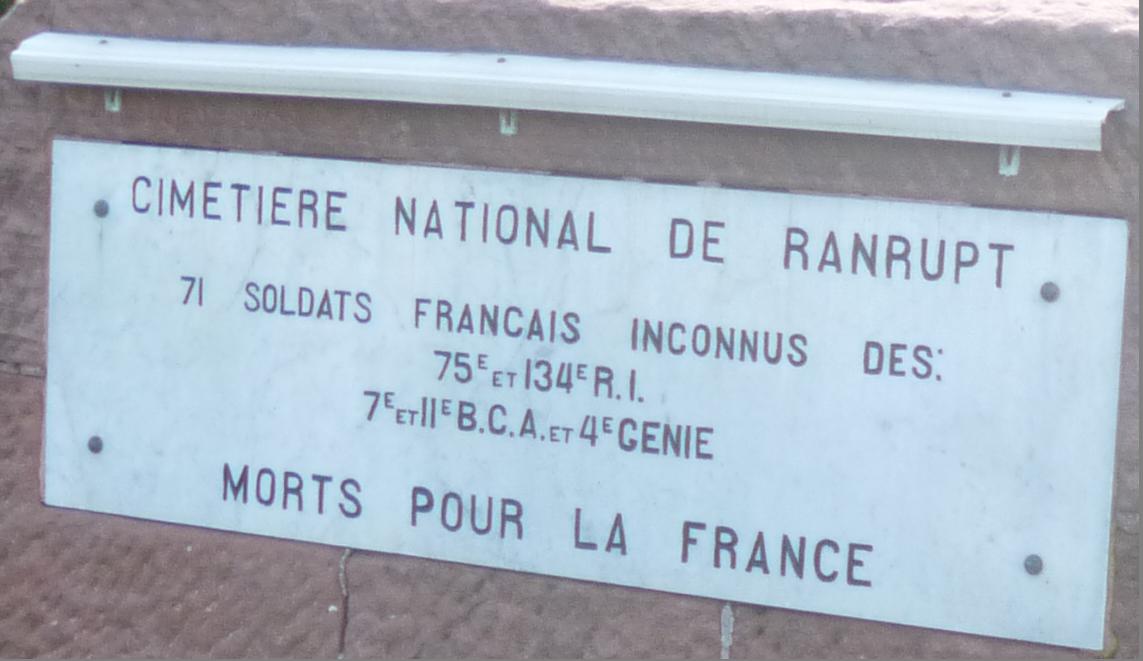 CIMETIERE NATIONAL DE RANRUPT
71 SOLDATS FRANCAIS INCONNUS DES:
75E ET 134E R.I.
7E ET 11E B.C.A. ET 4E GENIE
MORTS POUR LA FRANCE